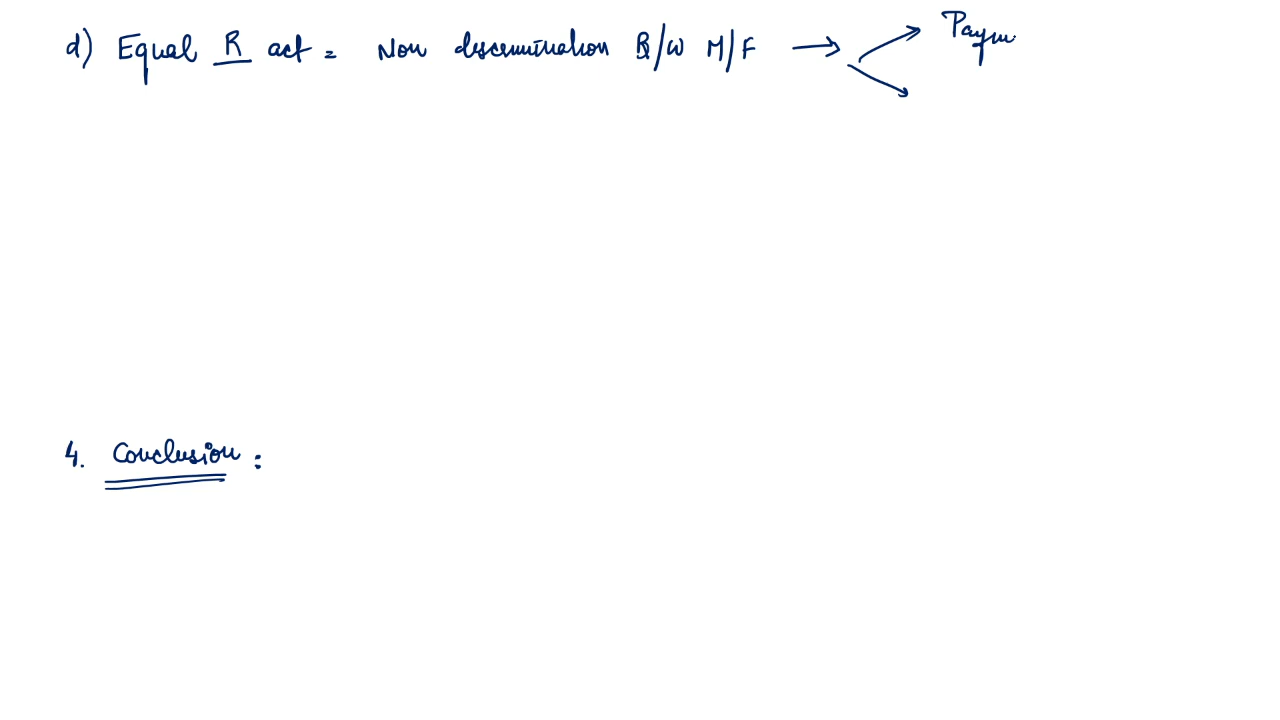 d) Equal R act = Non discrimination B/w M/F → Paym
4. Conclusion :